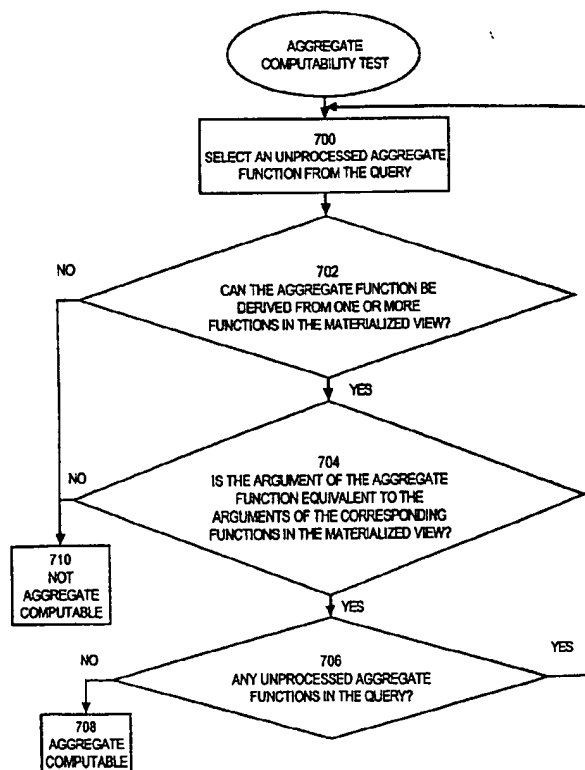 AGGREGATE
COMPUTABILITY TEST
700
SELECT AN UNPROCESSED AGGREGATE
FUNCTION FROM THE QUERY
NO
702
CAN THE AGGREGATE FUNCTION BE
DERIVED FROM ONE OR MORE
FUNCTIONS IN THE MATERIALIZED VIEW?
YES
NO
704
IS THE ARGUMENT OF THE AGGREGATE
FUNCTION EQUIVALENT TO THE
ARGUMENTS OF THE CORRESPONDING
FUNCTIONS IN THE MATERIALIZED VIEW?
710
NOT
AGGREGATE
COMPUTABLE
YES
NO
YES
706
ANY UNPROCESSED AGGREGATE
FUNCTIONS IN THE QUERY?
708
AGGREGATE
COMPUTABLE